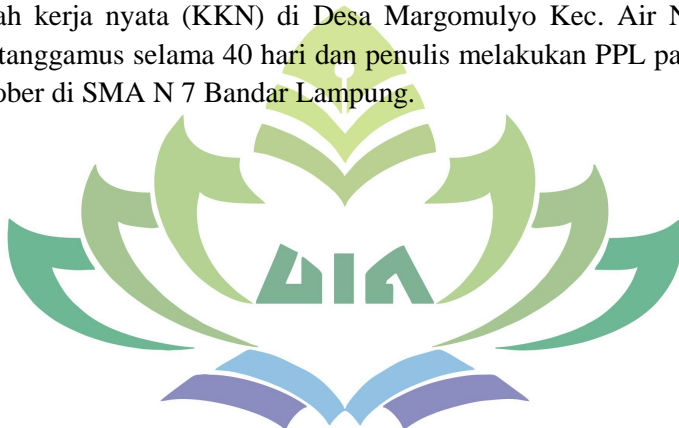 ah kerja nyata (KKN) di Desa Margomulyo Kec. Air N
tanggamus selama 40 hari dan penulis melakukan PPL pa
ober di SMA N 7 Bandar Lampung.
UIN